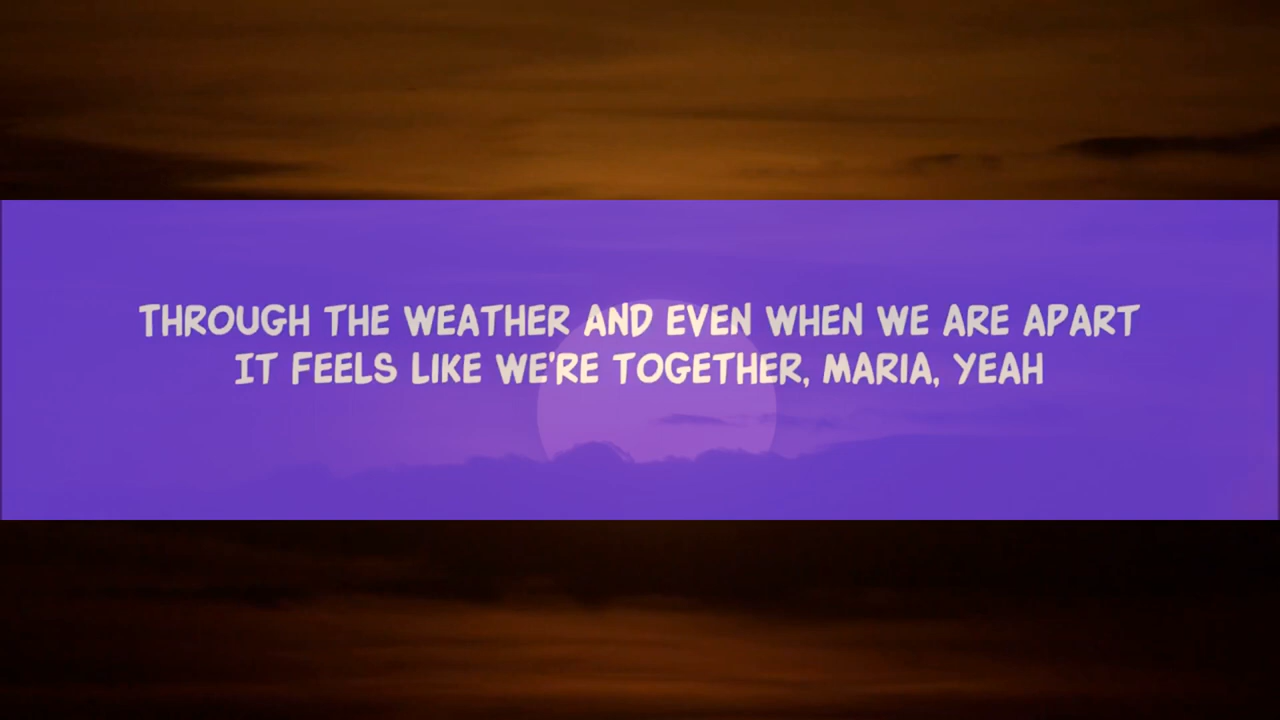 THROUGH THE WEATHER AND EVEN WHEN WE ARE APART
IT FEELS LIKE WE'RE TOGETHER, MARIA, YEAH